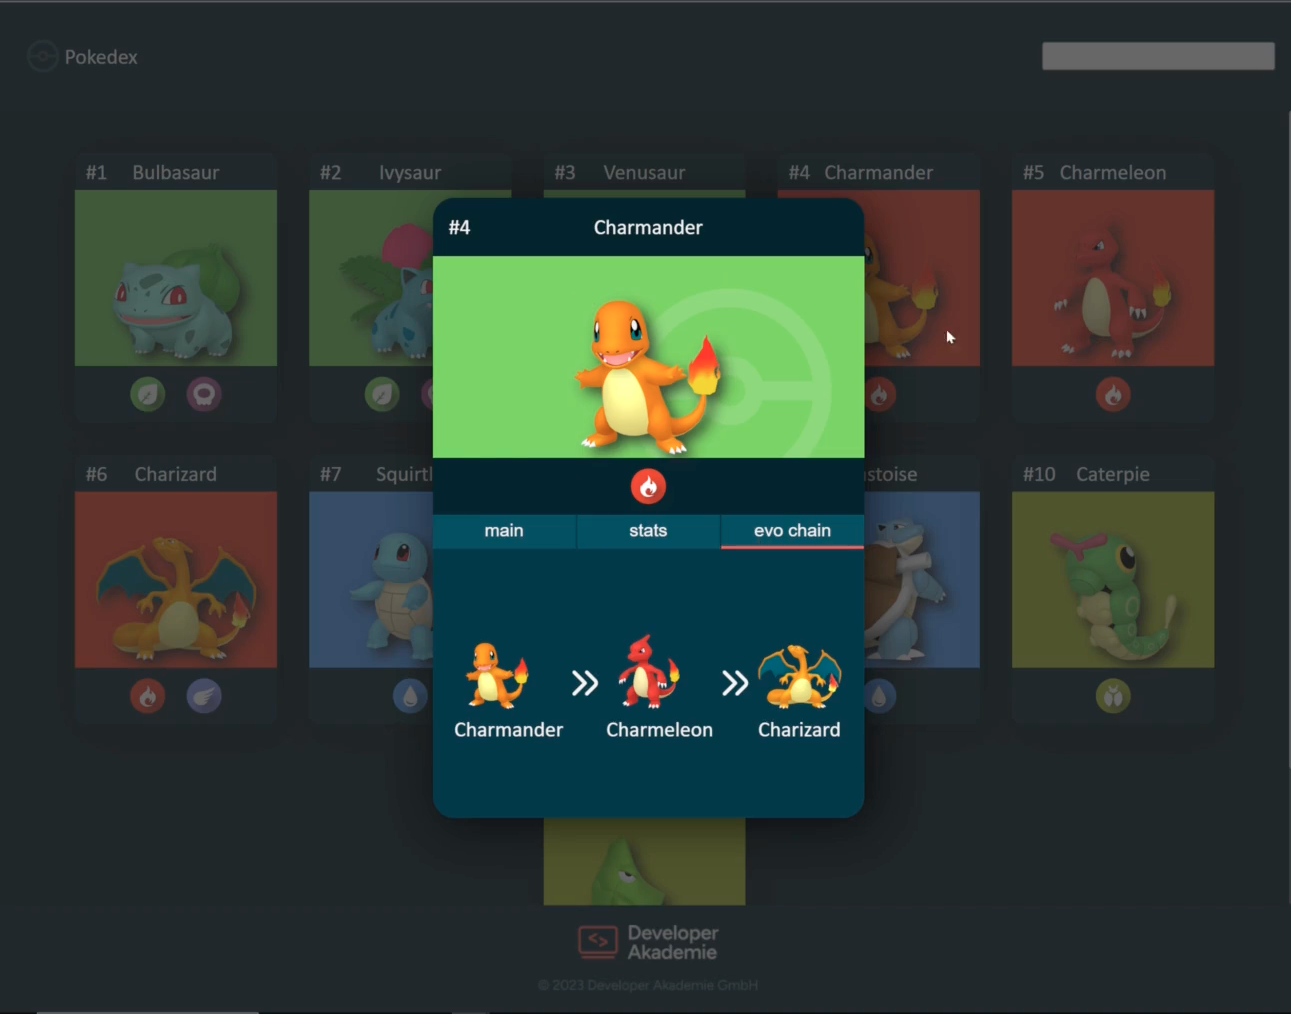 Pokedex
#1 Bulbasaur
#2 Ivysaur
#3 Venusaur
#4 Charmander
#5 Charmeleon
#4 Charmander
#6 Charizard
#7 Squirtl
stoise
#10 Caterpie
main stats evo chain
Charmander Charmeleon Charizard
Developer
Akademie
© 2023 Developer Akademie GmbH